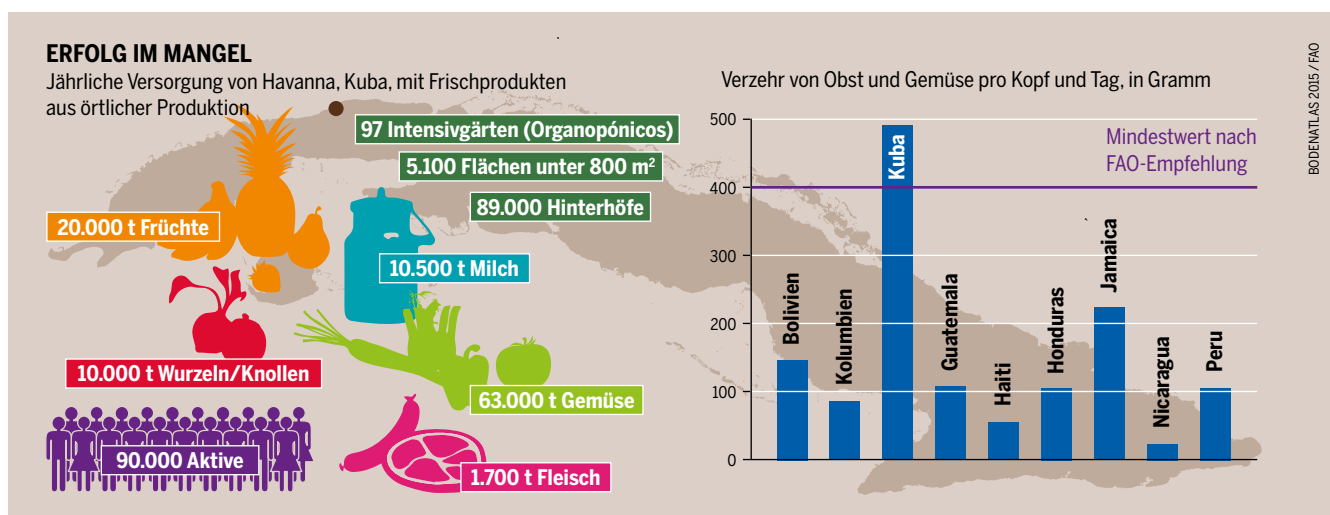 ERFOLG IM MANGEL
Jährliche Versorgung von Havanna, Kuba, mit Frischprodukten
aus örtlicher Produktion
97 Intensivgärten (Organopónicos)
5.100 Flächen unter 800 m²
89.000 Hinterhöfe
20.000 t Früchte
10.500 t Milch
10.000 t Wurzeln/Knollen
63.000 t Gemüse
90.000 Aktive
1.700 t Fleisch
Verzehr von Obst und Gemüse pro Kopf und Tag, in Gramm
500
400
300
200
100
0
Mindestwert nach
FAO-Empfehlung
Bolivien
Kolumbien
Kuba
Guatemala
Haiti
Honduras
Jamaica
Nicaragua
Peru
BODENATLAS 2015 / FAO